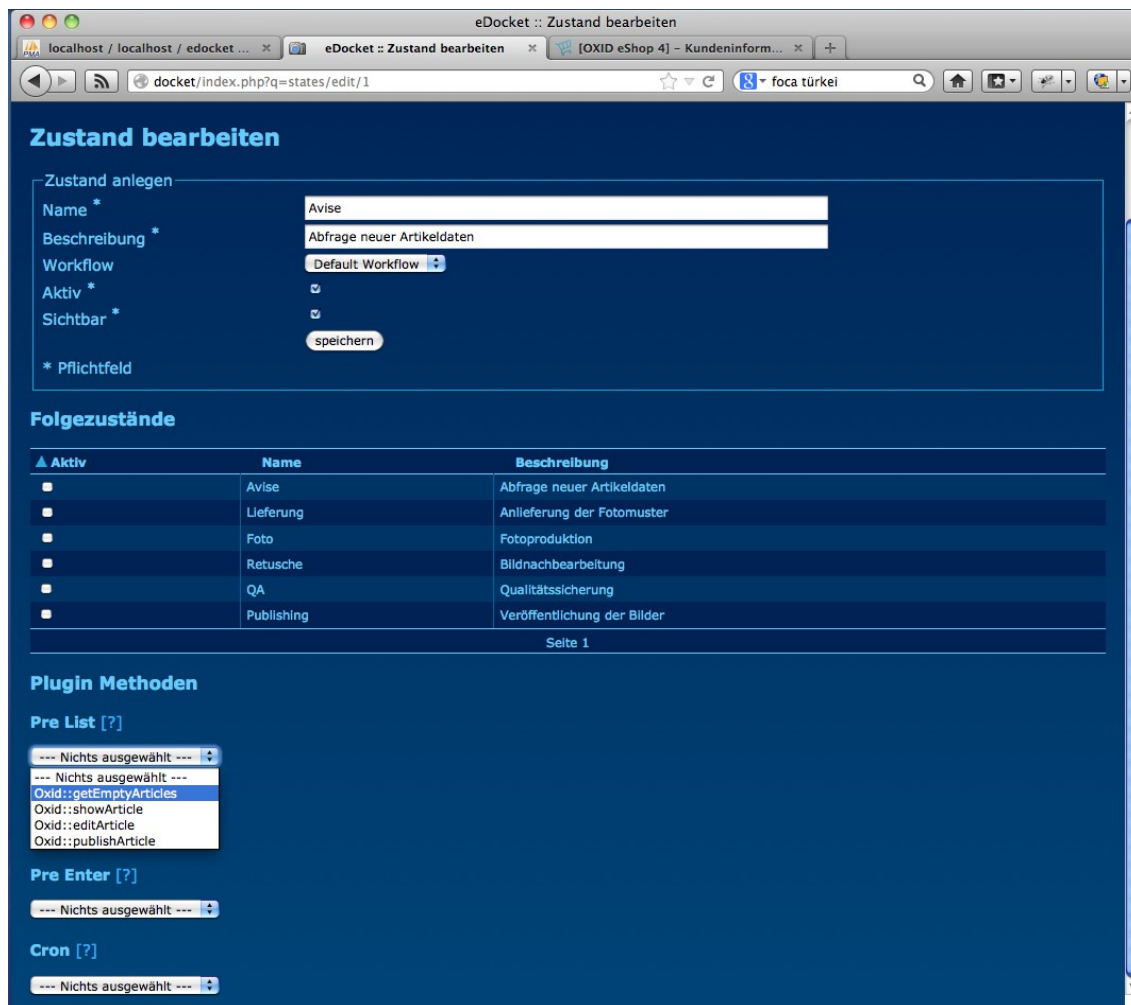 eDocket :: Zustand bearbeiten
PMA localhost / localhost / edocket ... × eDocket :: Zustand bearbeiten × [OXID eShop 4] – Kundeninform... × +
docket/index.php?q=states/edit/1 8 foca türkei
Zustand bearbeiten
Zustand anlegen
Name * Avise
Beschreibung * Abfrage neuer Artikeldaten
Workflow Default Workflow
Aktiv *
Sichtbar *
speichern
* Pflichtfeld
Folgezustände
Aktiv Name Beschreibung
Avise Abfrage neuer Artikeldaten
Lieferung Anlieferung der Fotomuster
Foto Fotoproduktion
Retusche Bildnachbearbeitung
QA Qualitätssicherung
Publishing Veröffentlichung der Bilder
Seite 1
Plugin Methoden
Pre List [?]
--- Nichts ausgewählt ---
--- Nichts ausgewählt ---
Oxid::getEmptyArticles
Oxid::showArticle
Oxid::editArticle
Oxid::publishArticle
Pre Enter [?]
--- Nichts ausgewählt ---
Cron [?]
--- Nichts ausgewählt ---